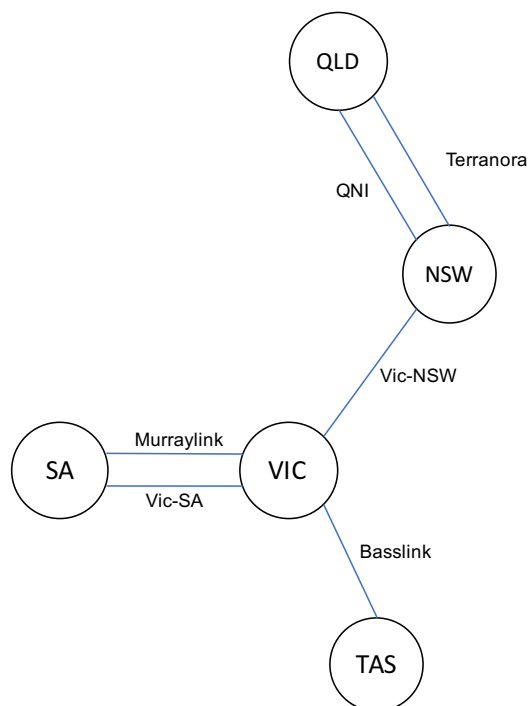 QLD
Terranora
QNI
NSW
Vic-NSW
Murraylink
SA
VIC
Vic-SA
Basslink
TAS